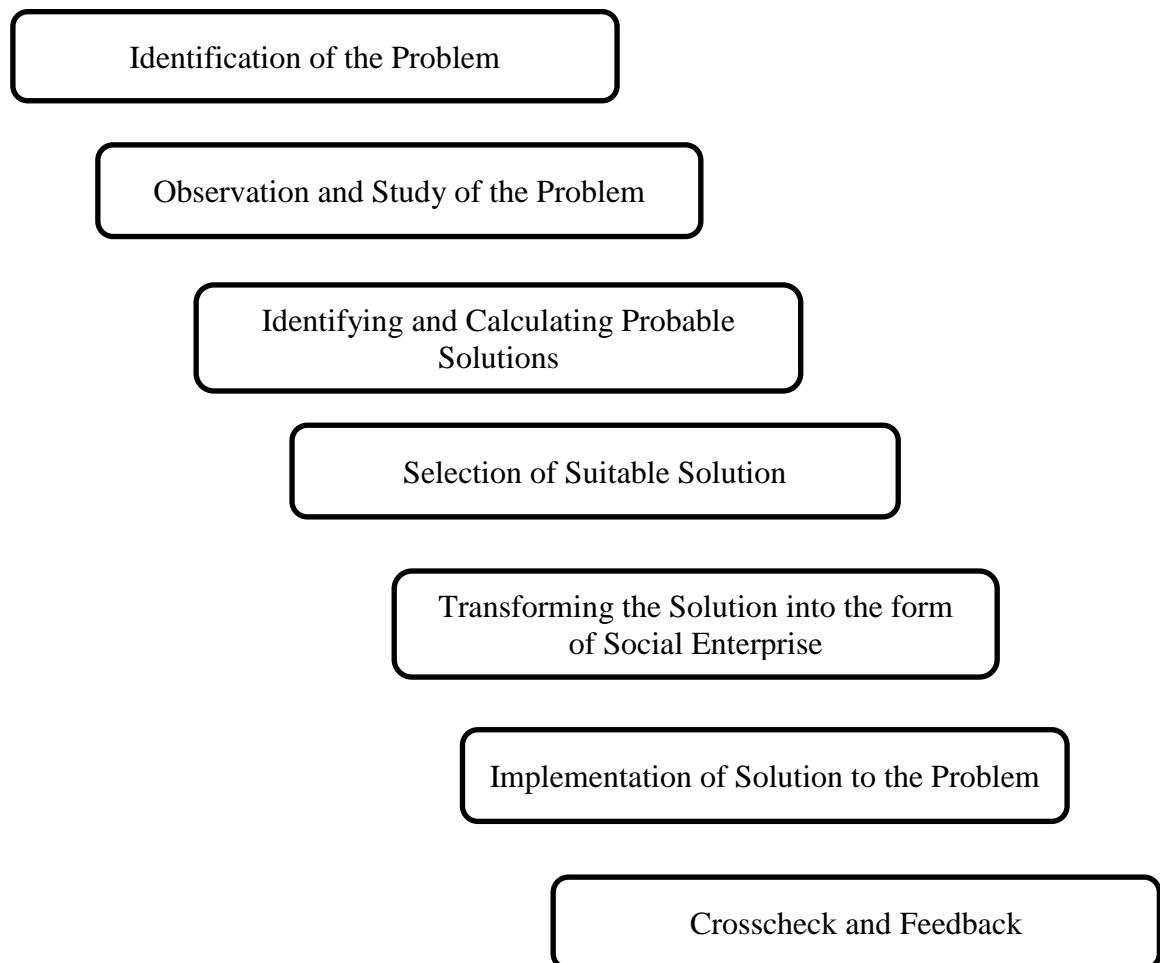 Identification of the Problem
Observation and Study of the Problem
Identifying and Calculating Probable
Solutions
Selection of Suitable Solution
Transforming the Solution into the form
of Social Enterprise
Implementation of Solution to the Problem
Crosscheck and Feedback